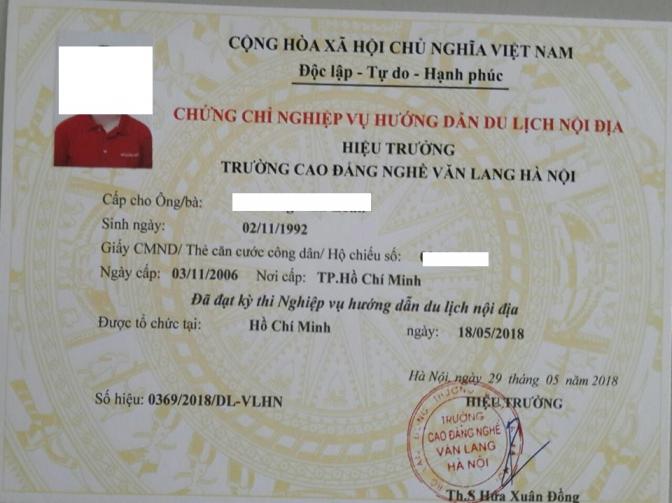 CỘNG HÒA XÃ HỘI CHỦ NGHĨA VIỆT NAM
Độc lập - Tự do - Hạnh phúc
CHỨNG CHỈ NGHIỆP VỤ HƯỚNG DẪN DU LỊCH NỘI ĐỊA
HIỆU TRƯỞNG
TRƯỜNG CAO ĐẲNG NGHỀ VĂN LANG HÀ NỘI
Cấp cho Ông/bà:
Sinh ngày: 02/11/1992
Giấy CMND/ Thẻ căn cước công dân/ Hộ chiếu số:
Ngày cấp: 03/11/2006 Nơi cấp: TP.Hồ Chí Minh
Đã đạt kỳ thi Nghiệp vụ hướng dẫn du lịch nội địa
Được tổ chức tại: Hồ Chí Minh ngày: 18/05/2018
Hà Nội, ngày 29 tháng 05 năm 2018
Số hiệu: 0369/2018/DL-VLHN HIỆU TRƯỞNG
TRƯỜNG
CAO ĐẲNG NGHỀ
VĂN LANG
HÀ NỘI
Th.S Hứa Xuân Đồng